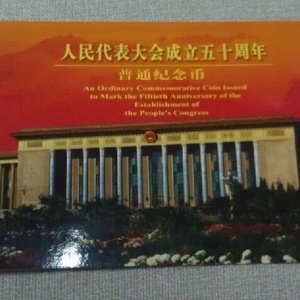 人民代表大会成立五十周年
普通纪念币
An Ordinary Commemorative Coin Issued
to Mark the Fiftieth Anniversary of the
Establishment of
the People's Congress